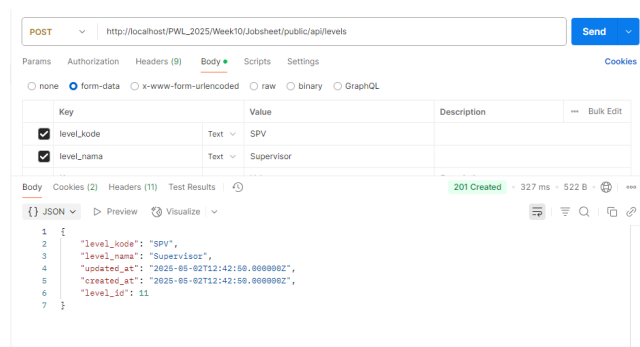 POST http://localhost/PWL_2025/Week10/Jobsheet/public/api/levels Send
Params Authorization Headers (9) Body Scripts Settings Cookies
none form-data x-www-form-urlencoded raw binary GraphQL
Key Value Description Bulk Edit
level_kode Text SPV
level_nama Text Supervisor
Body Cookies (2) Headers (11) Test Results 201 Created 327 ms 522 B
{} JSON Preview Visualize
1 {
2 "level_kode": "SPV",
3 "level_nama": "Supervisor",
4 "updated_at": "2025-05-02T12:42:50.000000Z",
5 "created_at": "2025-05-02T12:42:50.000000Z",
6 "level_id": 11
7 }